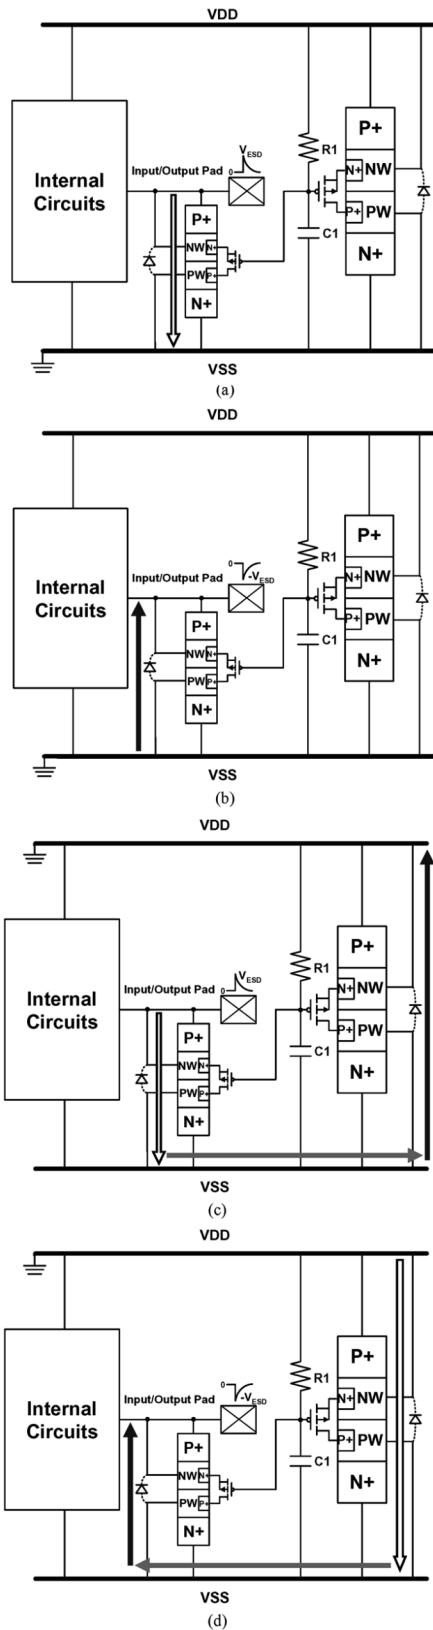 VDD
0 VESD
P+
R1
Input/Output Pad
N+ NW
Internal
Circuits
P+
P+ PW
NW N+
C1
PW P+
N+
N+
VSS
(a)
VDD
0 -VESD
P+
R1
Input/Output Pad
N+ NW
Internal
Circuits
P+
P+ PW
NW N+
C1
PW P+
N+
N+
VSS
(b)
VDD
0 VESD
P+
R1
Input/Output Pad
N+ NW
Internal
Circuits
P+
P+ PW
NW N+
C1
PW P+
N+
N+
VSS
(c)
VDD
0 -VESD
P+
R1
Input/Output Pad
N+ NW
Internal
Circuits
P+
P+ PW
NW N+
C1
PW P+
N+
N+
VSS
(d)